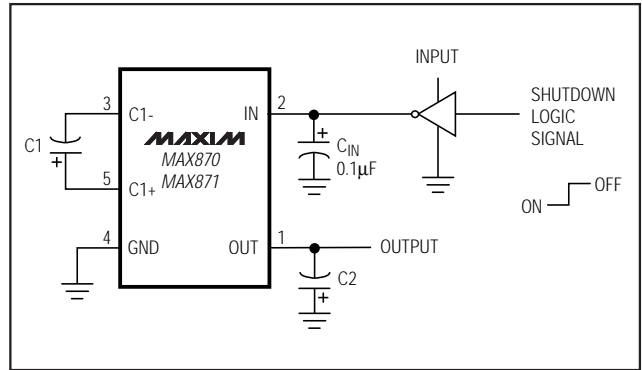 INPUT
SHUTDOWN
LOGIC
SIGNAL
3
C1-
IN
2
MAXIM
MAX870
MAX871
C1
+
+
CIN
0.1µF
5
C1+
ON
OFF
4
GND
OUT
1
OUTPUT
C2
+